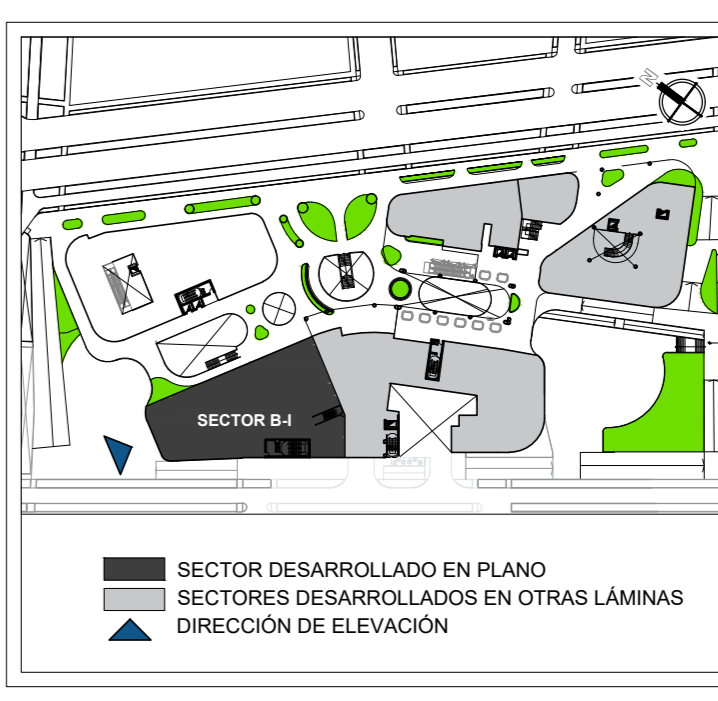 N
SECTOR B-I
SECTOR DESARROLLADO EN PLANO
SECTORES DESARROLLADOS EN OTRAS LÁMINAS
DIRECCIÓN DE ELEVACIÓN